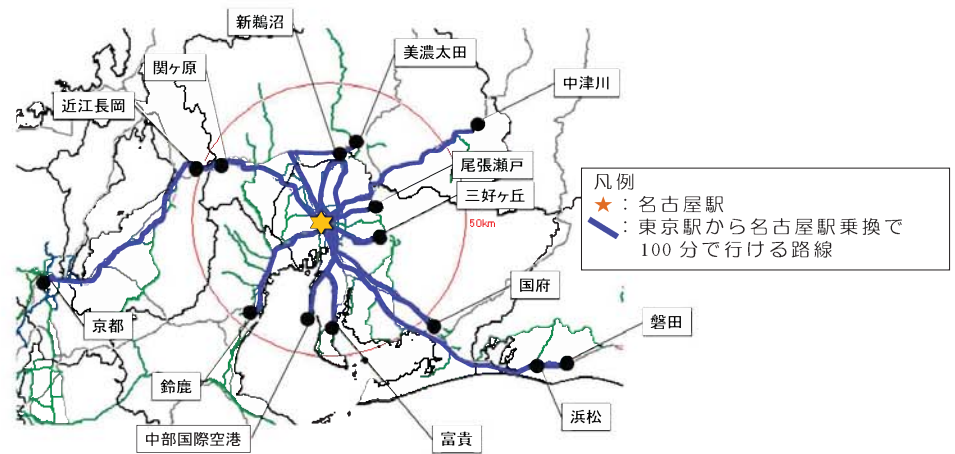 新鵜沼
美濃太田
関ヶ原
中津川
近江長岡
尾張瀬戸
三好ヶ丘
50km
凡例
★：名古屋駅
：東京駅から名古屋駅乗換で
100分で行ける路線
国府
京都
磐田
鈴鹿
浜松
中部国際空港
富貴